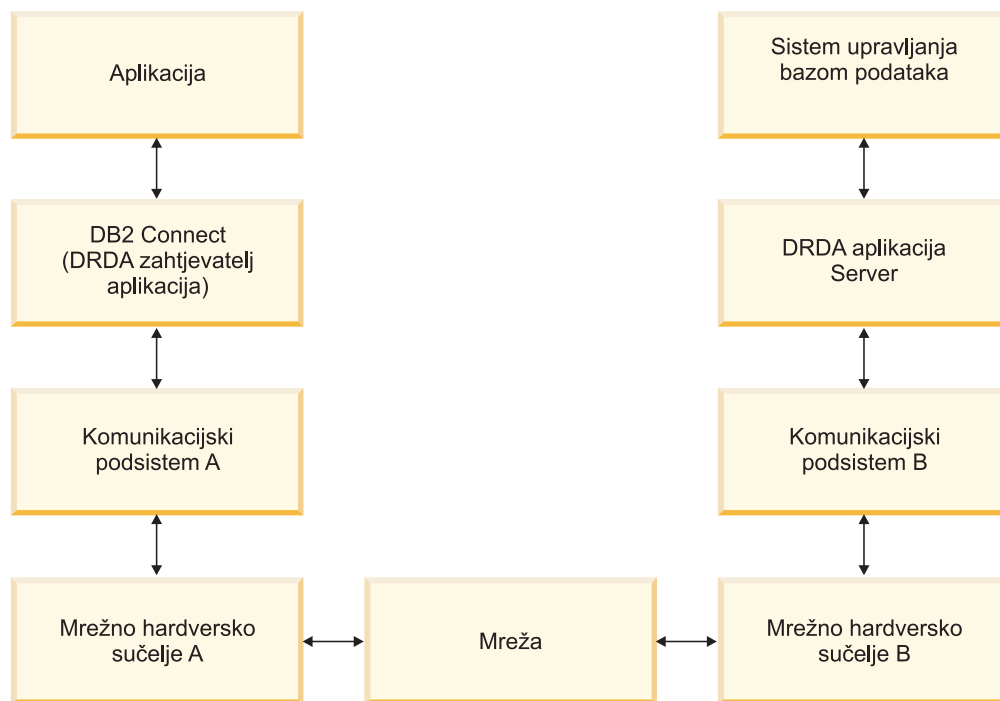 Aplikacija
Sistem upravljanja
bazom podataka
DB2 Connect
(DRDA zahtjevatelj
aplikacija)
DRDA aplikacija
Server
Komunikacijski
podsistem A
Komunikacijski
podsistem B
Mrežno hardversko
sučelje A
Mreža
Mrežno hardversko
sučelje B